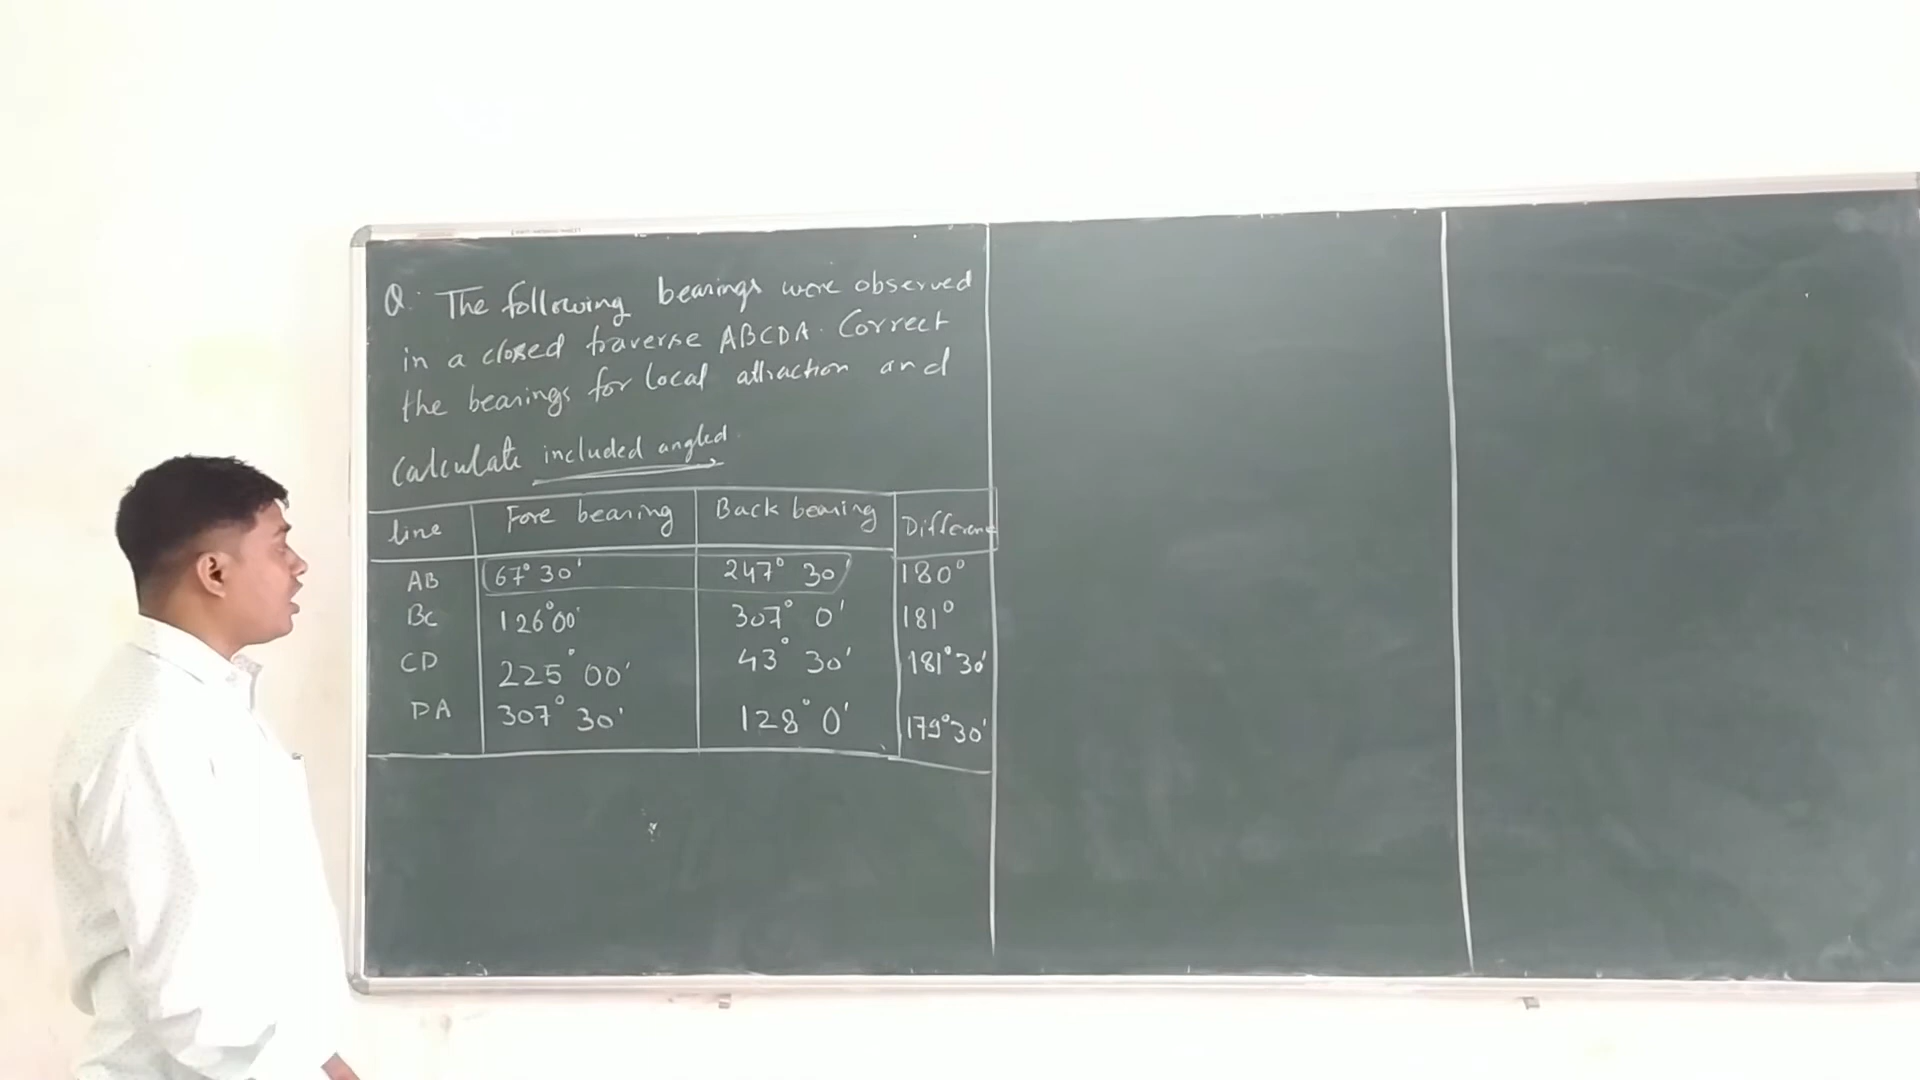 Q. The following bearings were observed
in a closed traverse ABCDA. Correct
the bearings for local attraction and
Calculate included angled.
line Fore bearing Back bearing Difference
AB 67° 30' 247° 30' 180°
BC 126°00' 307° 0' 181°
CD 225° 00' 43° 30' 181°30'
DA 307° 30' 128° 0' 179°30'